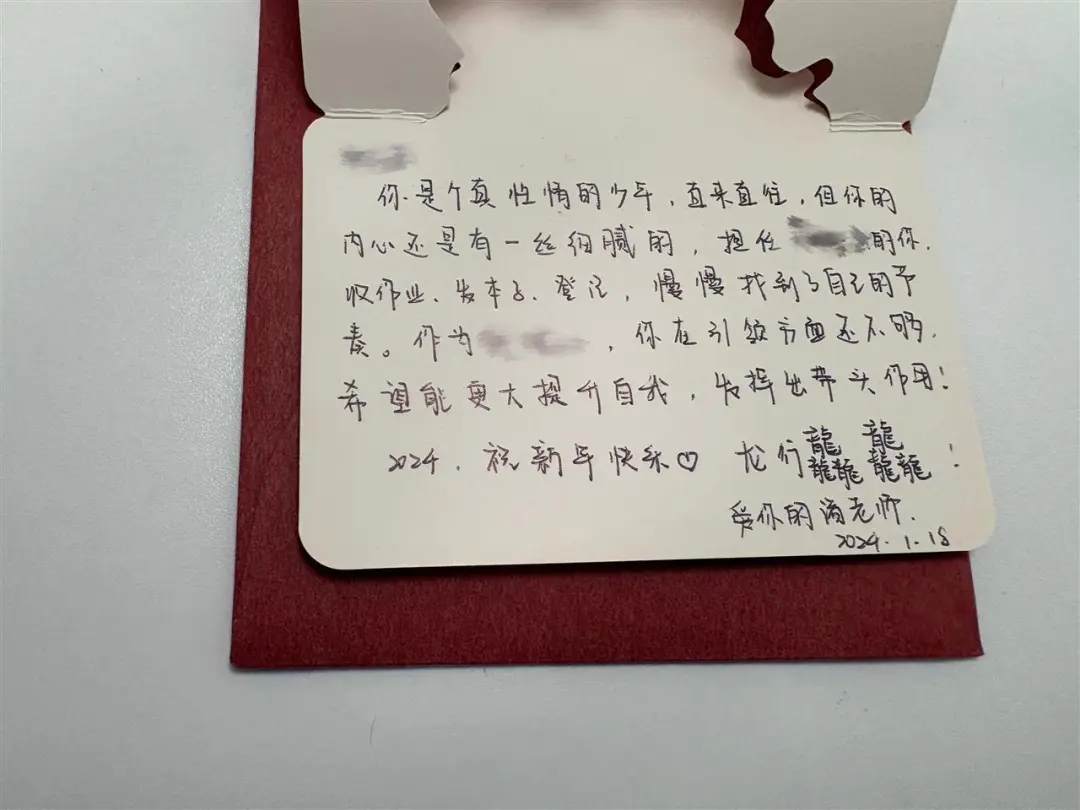 你是个真性情的少年，直来直往，但你的
内心还是有一丝细腻的，担任的你，
收作业、发本子、登记，慢慢找到了自己的节
奏。作为，你在引领方面还不够，
希望能更大提升自我，发挥出带头作用！
2024，祝新年快乐♡ 龙行龘龘！
爱你的老师.
2024.1.18